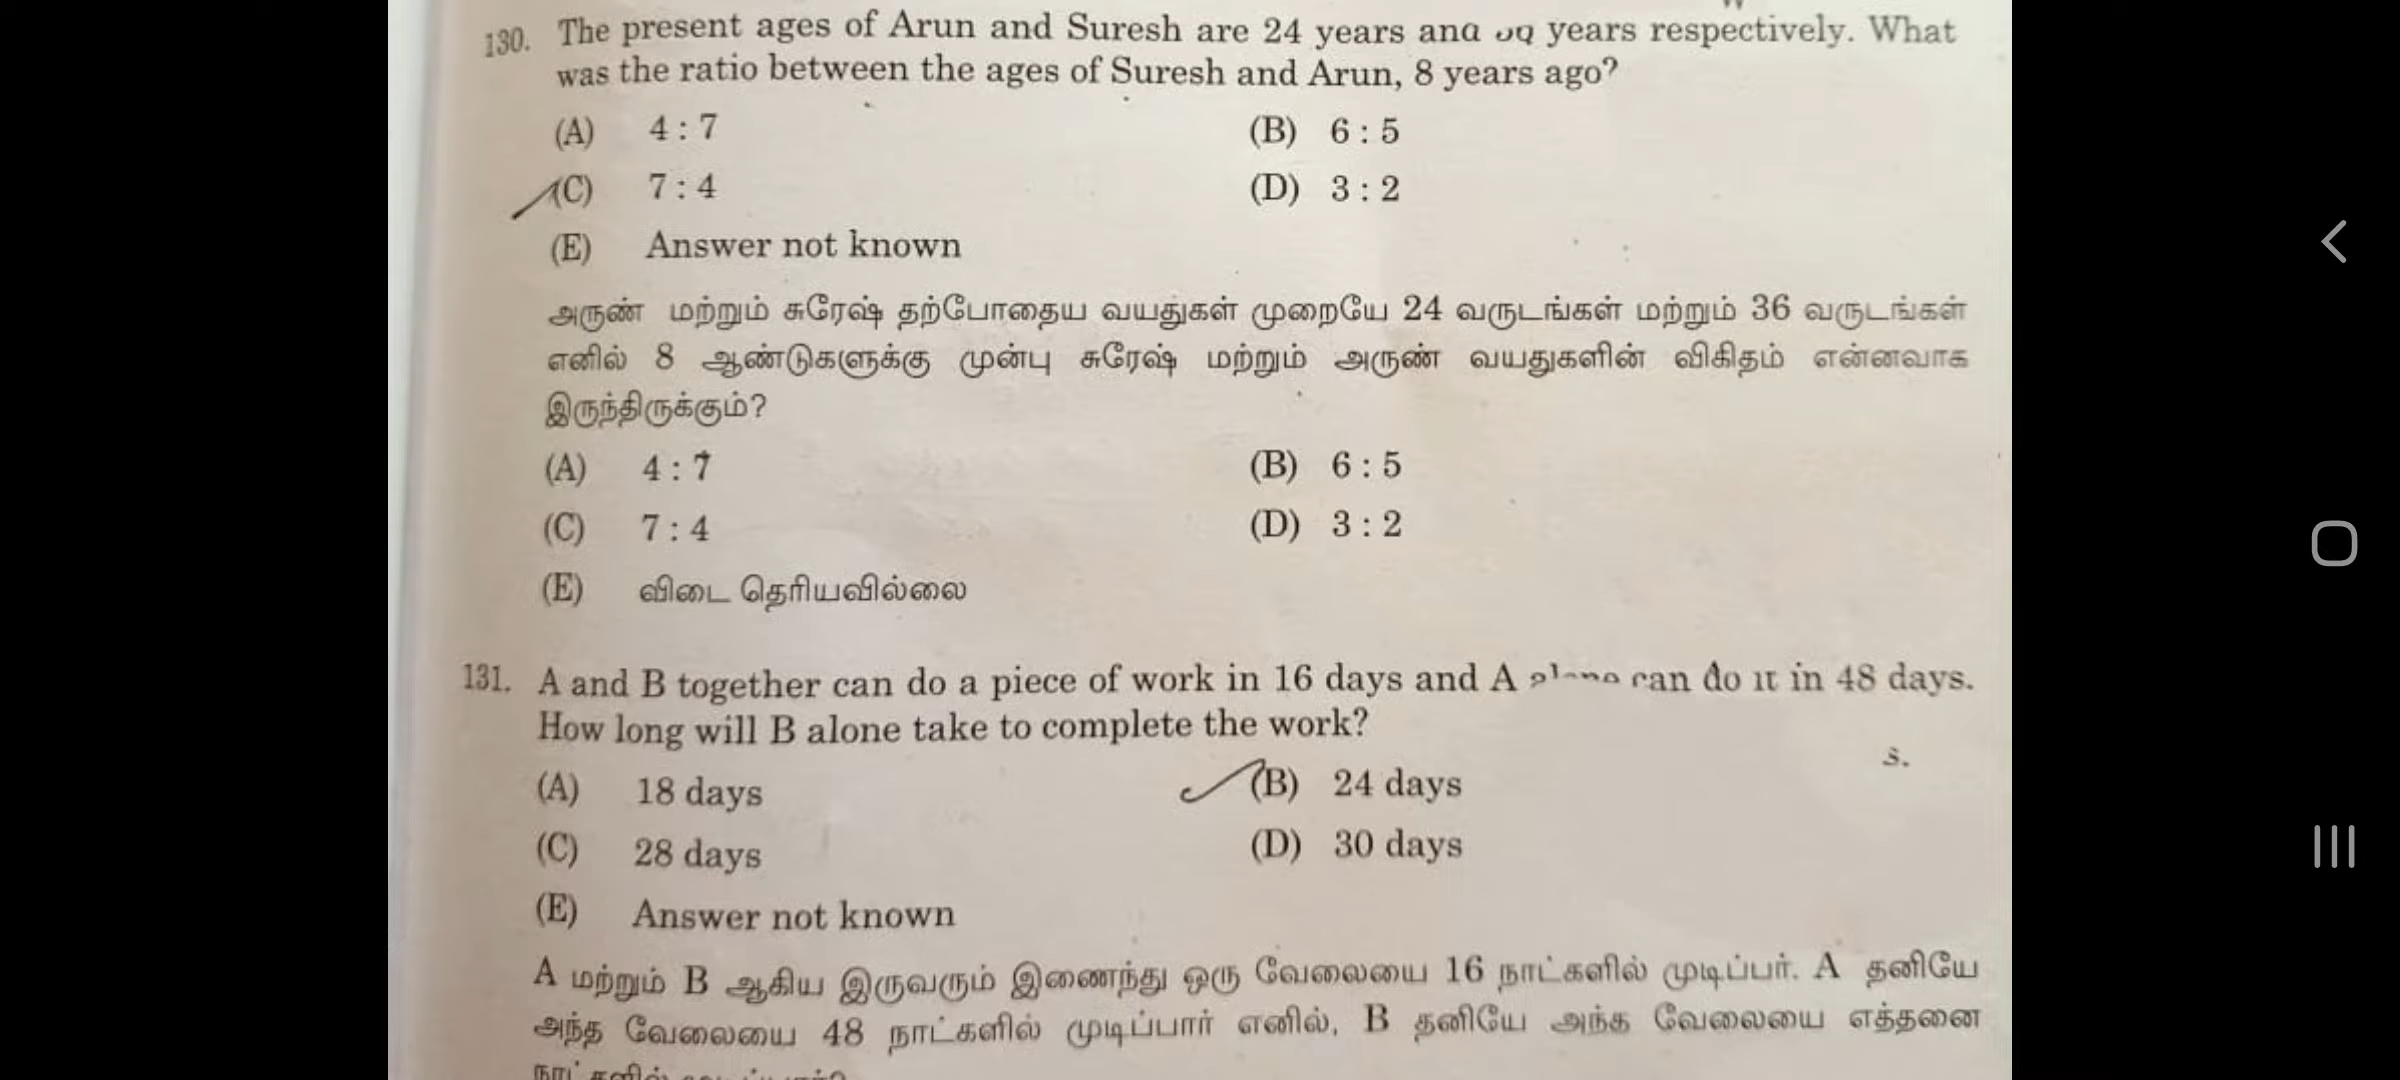 130. The present ages of Arun and Suresh are 24 years and years respectively. What
was the ratio between the ages of Suresh and Arun, 8 years ago?
(A) 4 : 7 (B) 6 : 5
(C) 7 : 4 (D) 3 : 2
(E) Answer not known
அருண் மற்றும் சுரேஷ் தற்போதைய வயதுகள் முறையே 24 வருடங்கள் மற்றும் 36 வருடங்கள்
எனில் 8 ஆண்டுகளுக்கு முன்பு சுரேஷ் மற்றும் அருண் வயதுகளின் விகிதம் என்னவாக
இருந்திருக்கும்?
(A) 4 : 7 (B) 6 : 5
(C) 7 : 4 (D) 3 : 2
(E) விடை தெரியவில்லை
131. A and B together can do a piece of work in 16 days and A can do it in 48 days.
How long will B alone take to complete the work?
s.
(A) 18 days (B) 24 days
(C) 28 days (D) 30 days
(E) Answer not known
A மற்றும் B ஆகிய இருவரும் இணைந்து ஒரு வேலையை 16 நாட்களில் முடிப்பர். A தனியே
அந்த வேலையை 48 நாட்களில் முடிப்பார் எனில், B தனியே அந்த வேலையை எத்தனை